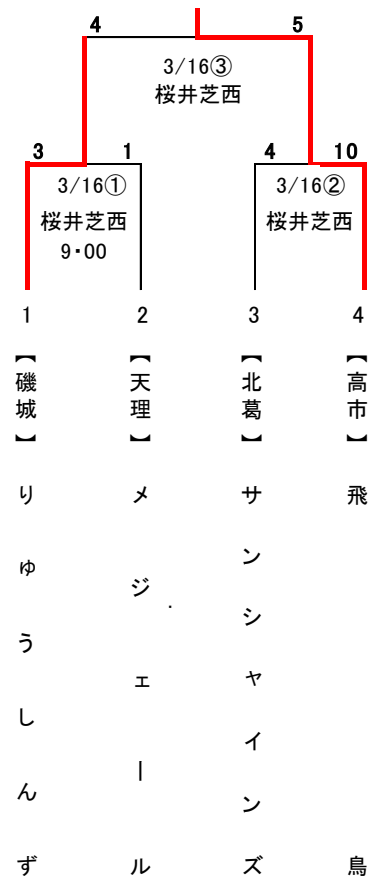 4 5
3/16③
桜井芝西
3 1 4 10
3/16① 3/16②
桜井芝西 桜井芝西
9・00
1 2 3 4
【磯城】りゅうしんず
【天理】メジェール
【北葛】サンシャインズ
【高市】飛鳥